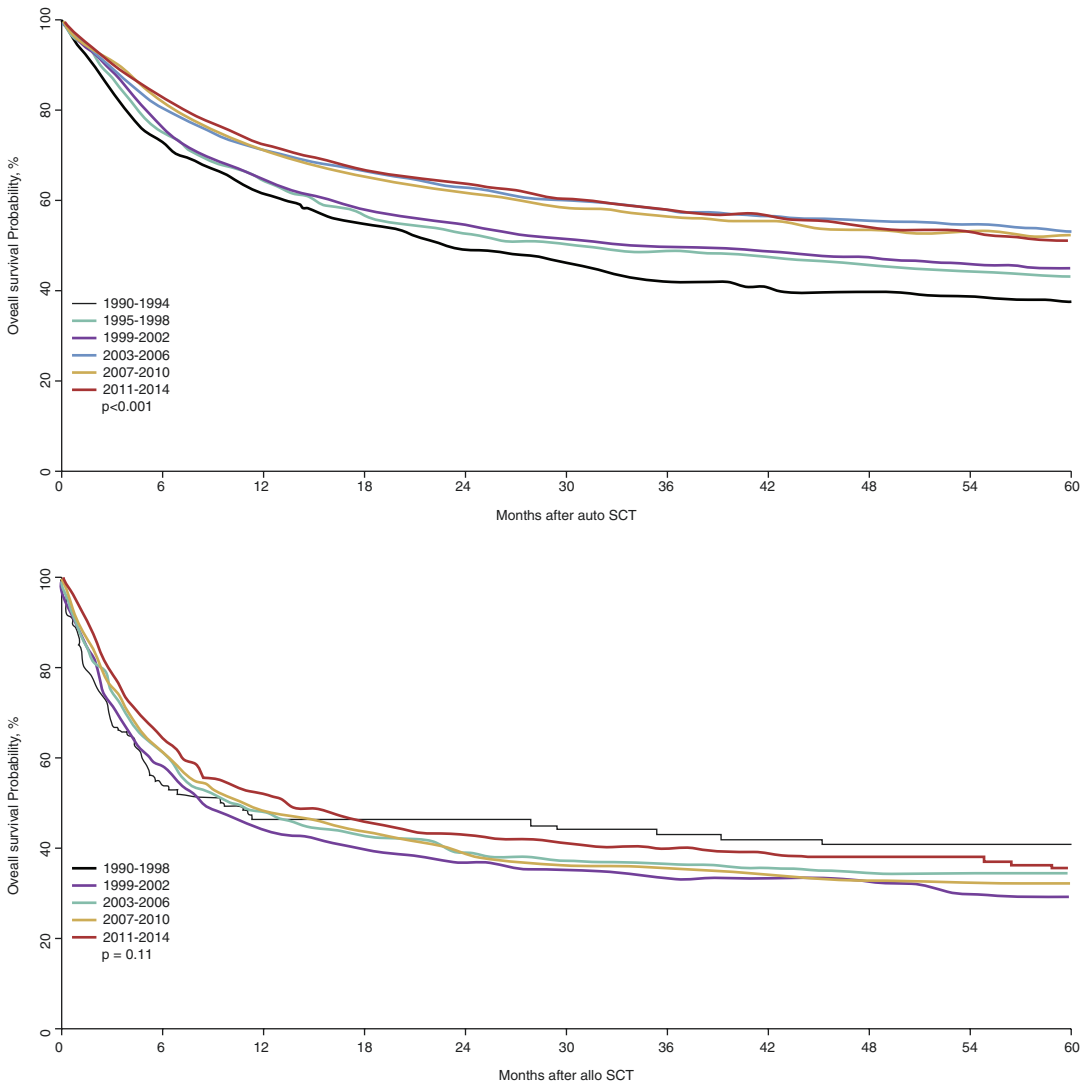 Oveall survival Probability, %
100
80
60
40
20
0
1990-1994
1995-1998
1999-2002
2003-2006
2007-2010
2011-2014
p<0.001
0 6 12 18 24 30 36 42 48 54 60
Months after auto SCT
Overall survival Probability, %
100
80
60
40
20
0
1990-1998
1999-2002
2003-2006
2007-2010
2011-2014
p = 0.11
0 6 12 18 24 30 36 42 48 54 60
Months after allo SCT